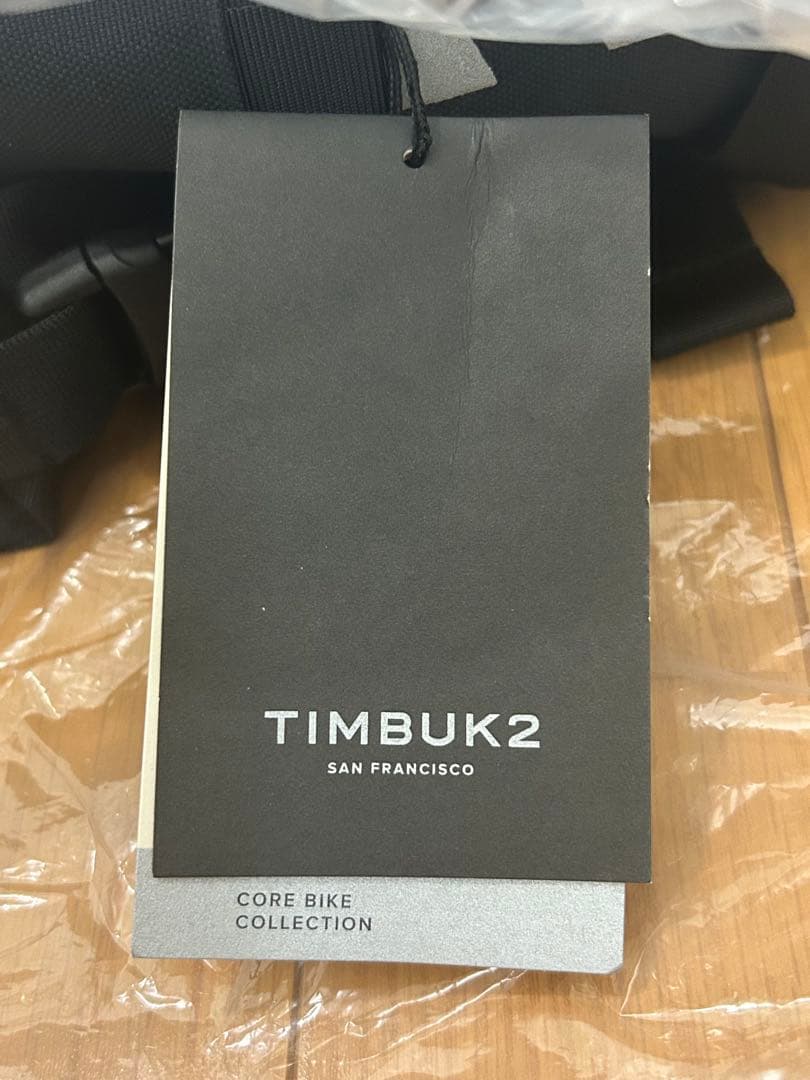 TIMBUK2
SAN FRANCISCO
CORE BIKE
COLLECTION